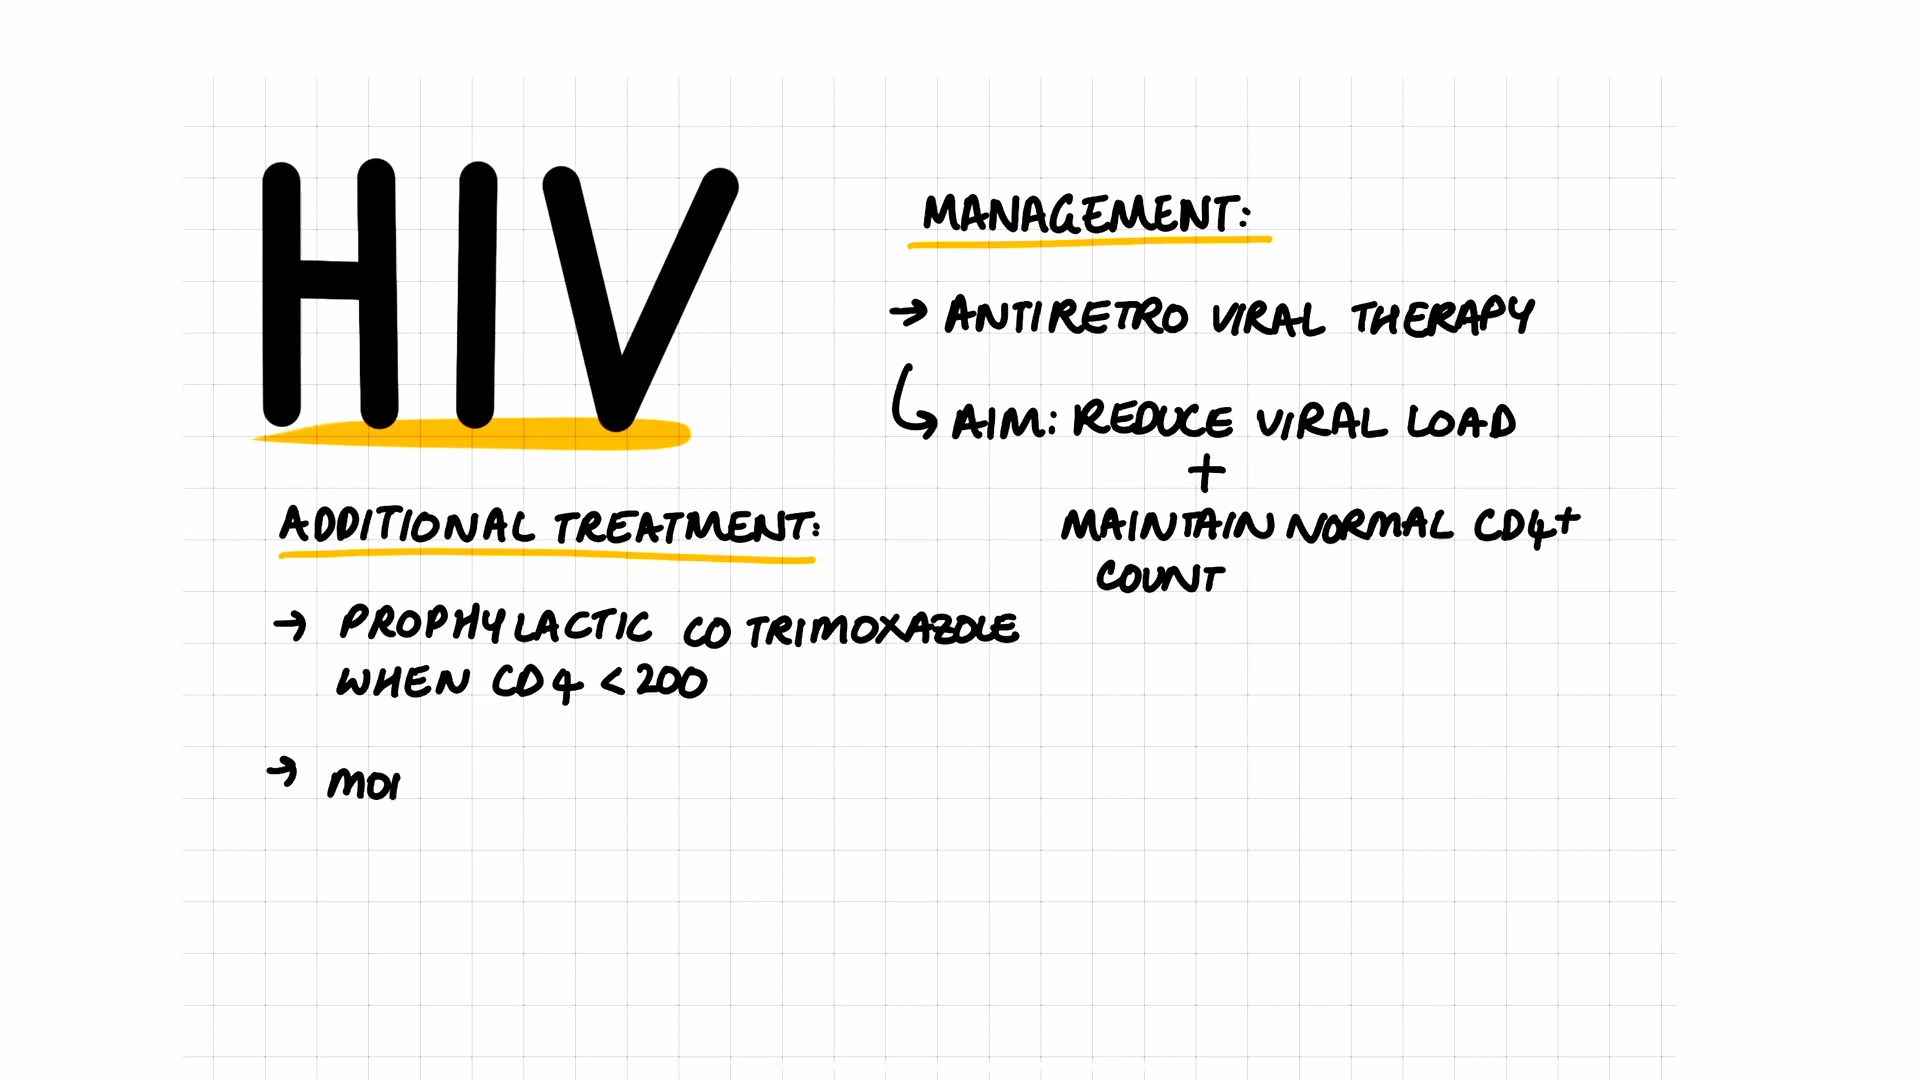 HIV
MANAGEMENT:
→ ANTIRETRO VIRAL THERAPY
↳ AIM: REDUCE VIRAL LOAD
+
MAINTAIN NORMAL CD4+
COUNT
ADDITIONAL TREATMENT:
→ PROPHYLACTIC CO TRIMOXAZOLE
WHEN CD4 < 200
→ MOI